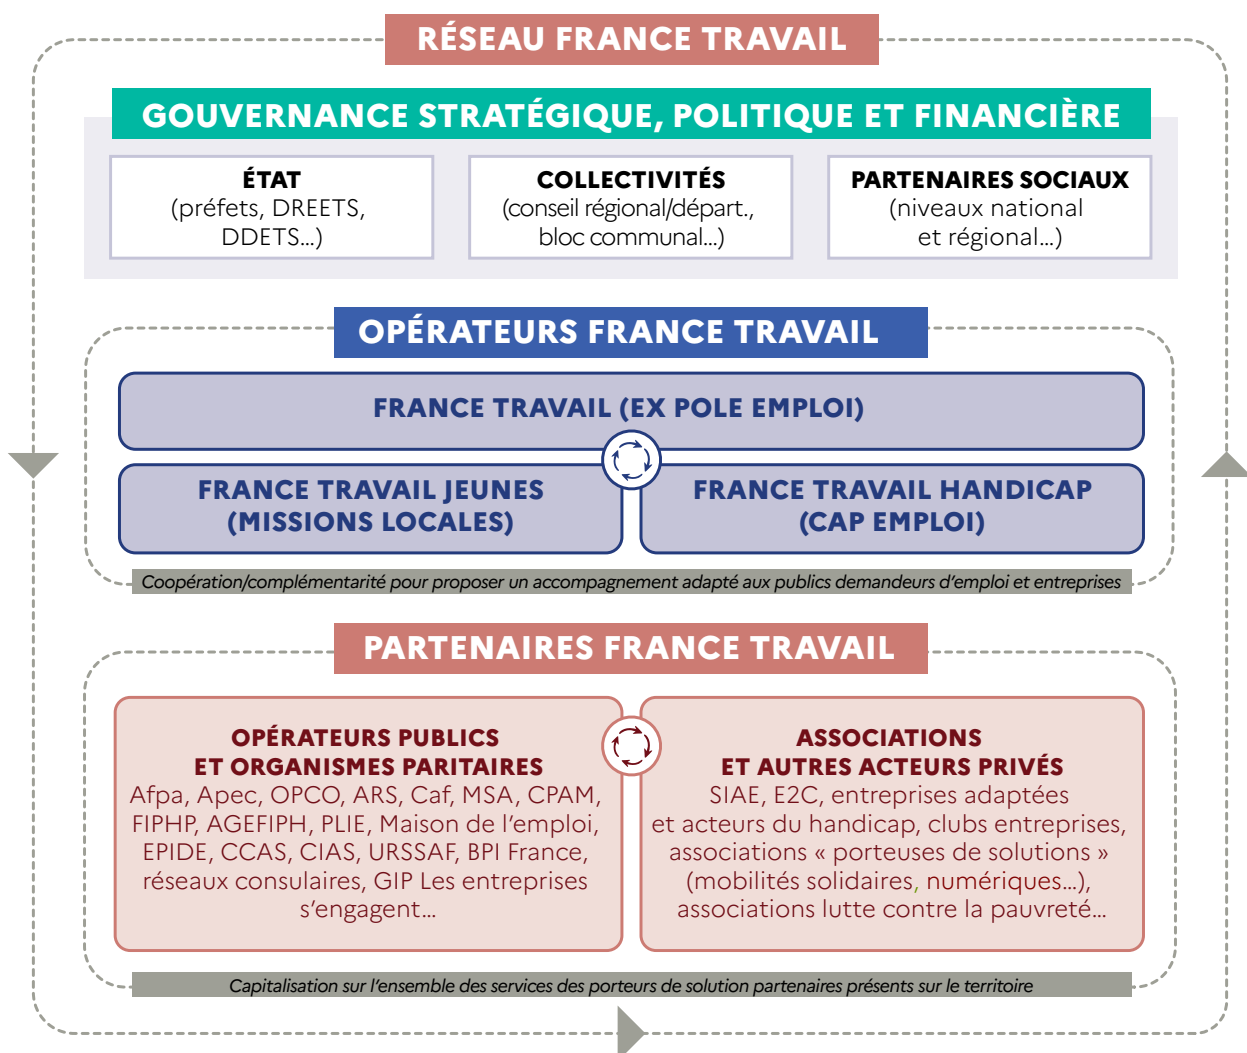 RÉSEAU FRANCE TRAVAIL
GOUVERNANCE STRATÉGIQUE, POLITIQUE ET FINANCIÈRE
ÉTAT
(préfets, DREETS,
DDETS...)
COLLECTIVITÉS
(conseil régional/départ.,
bloc communal...)
PARTENAIRES SOCIAUX
(niveaux national
et régional...)
OPÉRATEURS FRANCE TRAVAIL
FRANCE TRAVAIL (EX POLE EMPLOI)
FRANCE TRAVAIL JEUNES
(MISSIONS LOCALES)
FRANCE TRAVAIL HANDICAP
(CAP EMPLOI)
Coopération/complémentarité pour proposer un accompagnement adapté aux publics demandeurs d'emploi et entreprises
PARTENAIRES FRANCE TRAVAIL
OPÉRATEURS PUBLICS
ET ORGANISMES PARITAIRES
Afpa, Apec, OPCO, ARS, Caf, MSA, CPAM,
FIPHP, AGEFIPH, PLIE, Maison de l'emploi,
EPIDE, CCAS, CIAS, URSSAF, BPI France,
réseaux consulaires, GIP Les entreprises
s'engagent...
ASSOCIATIONS
ET AUTRES ACTEURS PRIVÉS
SIAE, E2C, entreprises adaptées
et acteurs du handicap, clubs entreprises,
associations « porteuses de solutions »
(mobilités solidaires, numériques...),
associations lutte contre la pauvreté...
Capitalisation sur l'ensemble des services des porteurs de solution partenaires présents sur le territoire